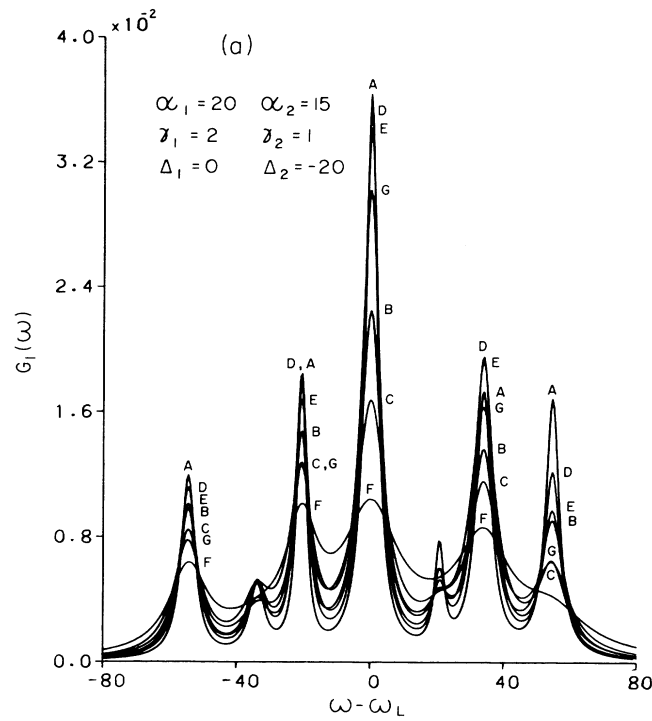 4.0 ×10⁻²
(a)
α₁ = 20 α₂ = 15
γ₁ = 2 γ₂ = 1
Δ₁ = 0 Δ₂ = -20
3.2
2.4
1.6
0.8
0.0
G₁(ω)
A
D
E
B
C
G
F
D, A
E
B
C, G
F
A
D
E
G
B
C
F
D
E
A
G
B
C
F
A
D
E
B
G
C
-80 -40 0 40 80
ω-ω_L